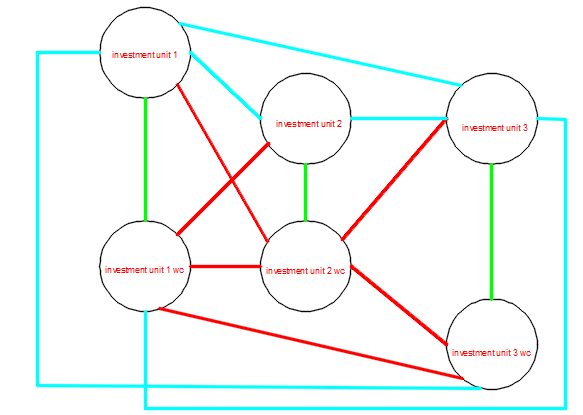 investment unit 1
investment unit 2
investment unit 3
investment unit 1 wc
investment unit 2 wc
investment unit 3 wc